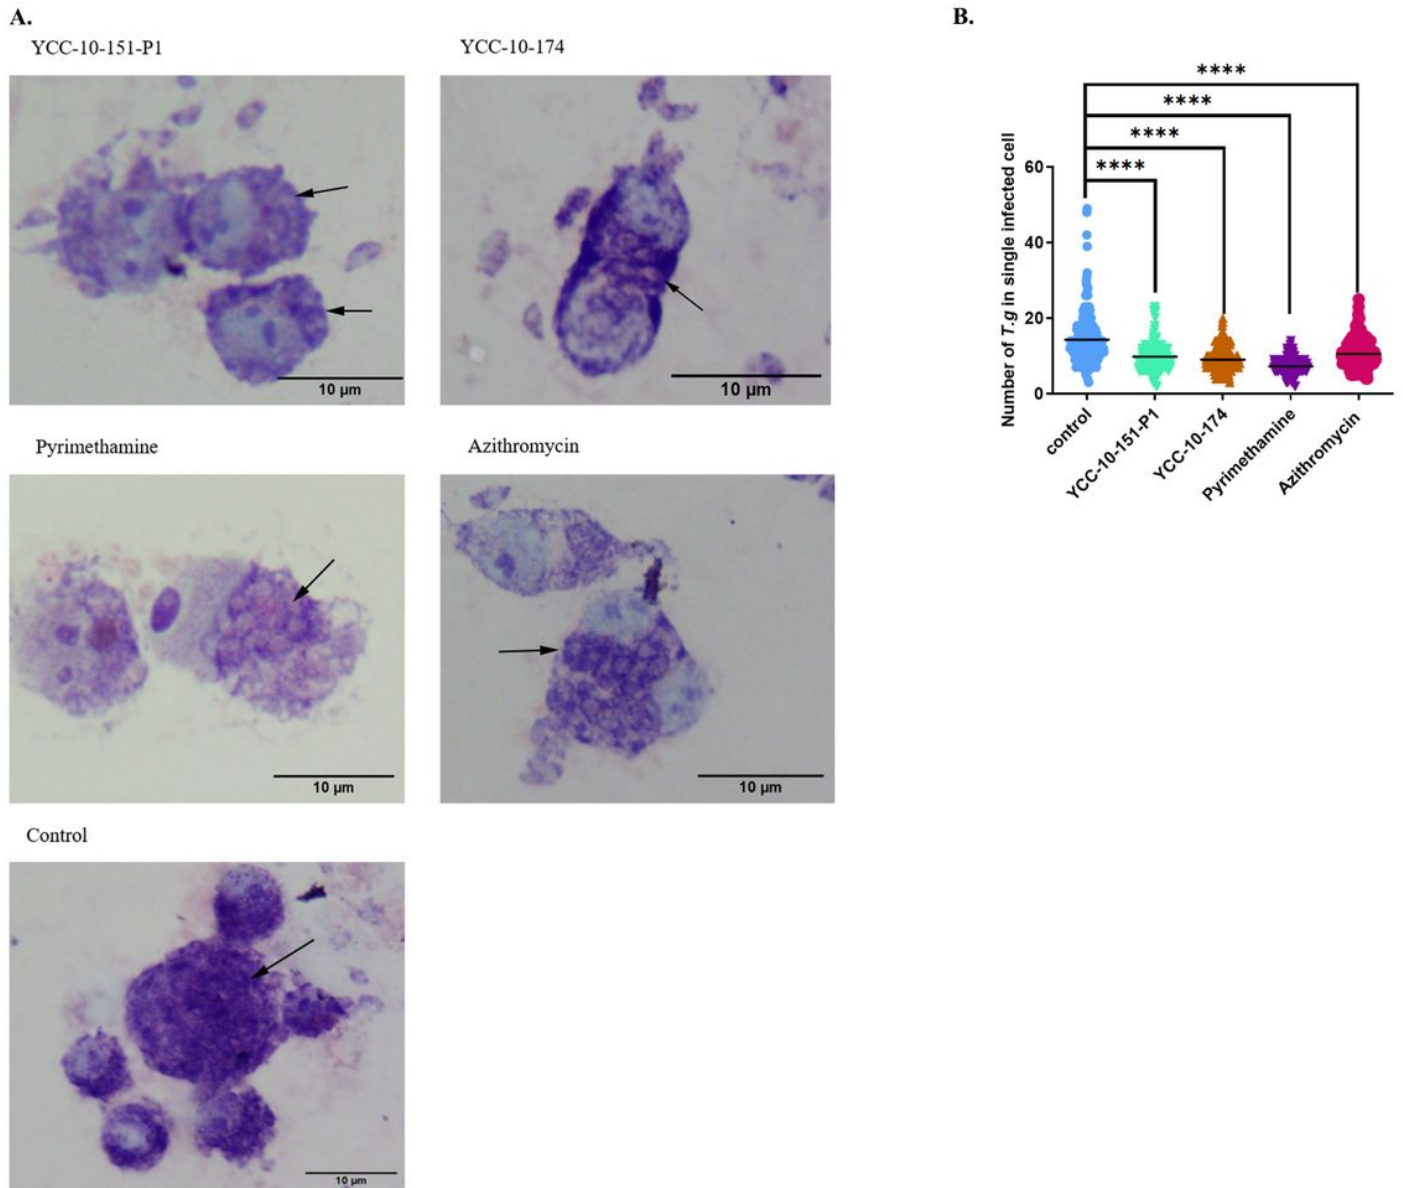 A.
YCC-10-151-P1
YCC-10-174
10 µm
10 µm
Pyrimethamine
Azithromycin
10 µm
10 µm
Control
10 µm
B.
****
****
****
****
Number of T.g in single infected cell
60
40
20
0
control
YCC-10-151-P1
YCC-10-174
Pyrimethamine
Azithromycin